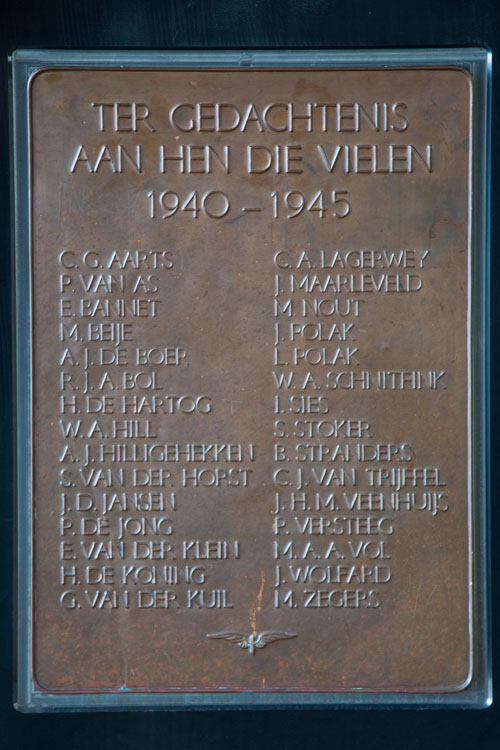 TER GEDACHTENIS
AAN HEN DIE VIELEN
1940 – 1945
C. G. AARTS
P. VAN AS
E. BANNET
M. BEIJE
A. J. DE BOER
R. J. A. BOL
H. DE HARTOG
W. A. HILL
A. J. HILLIGEHEKKEN
S. VAN DER HORST
J. D. JANSEN
P. DE JONG
E. VAN DER KLEIN
H. DE KONING
G. VAN DER KUIL
C. A. LAGERWEY
J. MAARLEVELD
M. NOUT
J. POLAK
L. POLAK
W. A. SCHNITFINK
I. SIES
S. STOKER
B. STRANDERS
C. J. VAN TRIJFFEL
J. H. M. VEENHUIJS
P. VERSTEEG
M. A. A. VOL
J. WOLFARD
M. ZEGERS